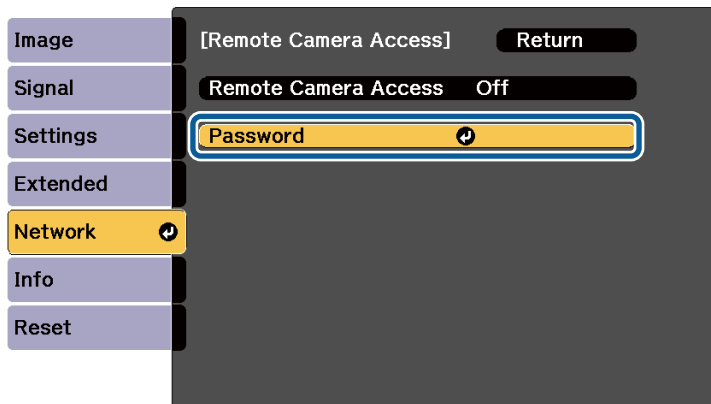 Image
Signal
Settings
Extended
Network
Info
Reset
[Remote Camera Access] Return
Remote Camera Access Off
Password